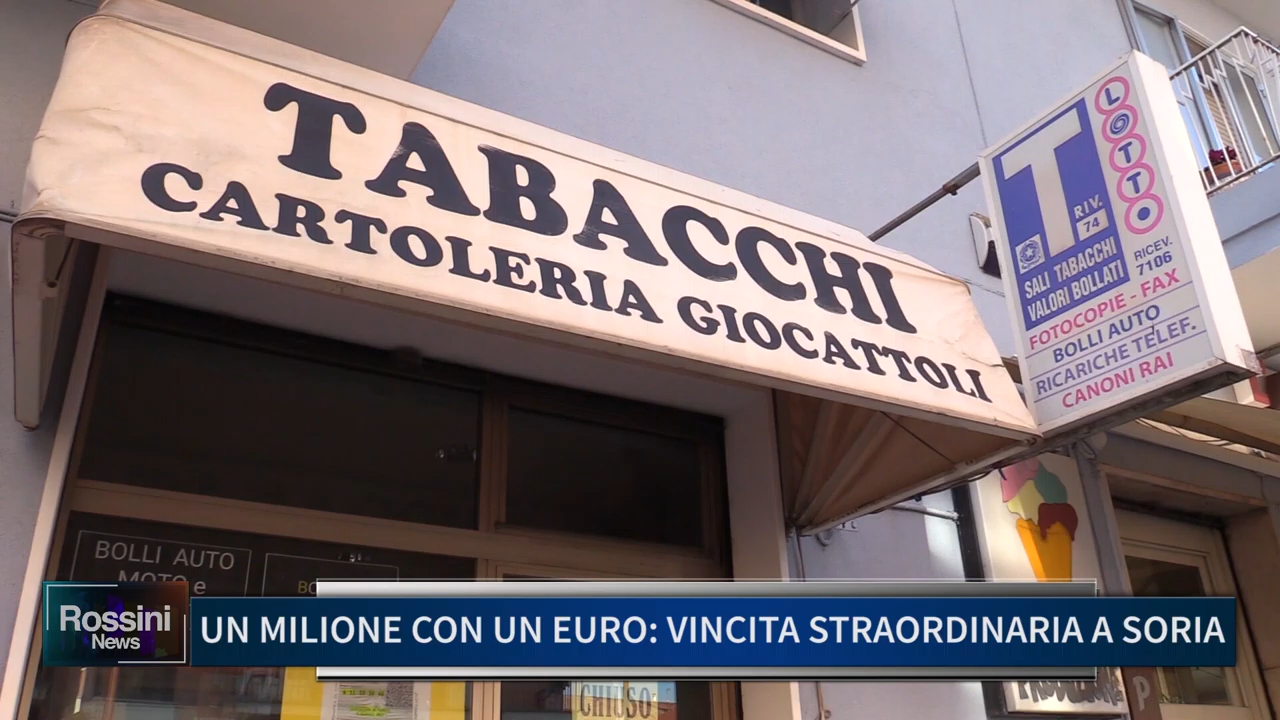 TABACCHI
CARTOLERIA GIOCATTOLI
LOTTO
T
RIV.
74
RICEV.
7106
SALI TABACCHI
VALORI BOLLATI
FOTOCOPIE - FAX
BOLLI AUTO
RICARICHE TELEF.
CANONI RAI
BOLLI AUTO
MOTO e
Rossini
News
UN MILIONE CON UN EURO: VINCITA STRAORDINARIA A SORIA
CHIUSO
P